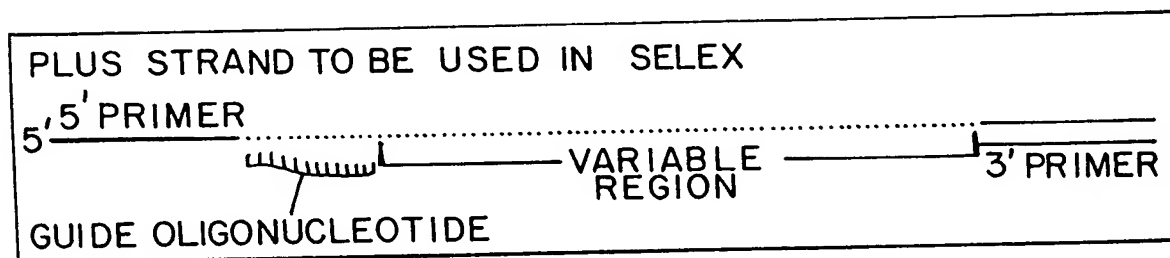 PLUS STRAND TO BE USED IN SELEX
5' PRIMER
5'
VARIABLE
REGION
3' PRIMER
GUIDE OLIGONUCLEOTIDE